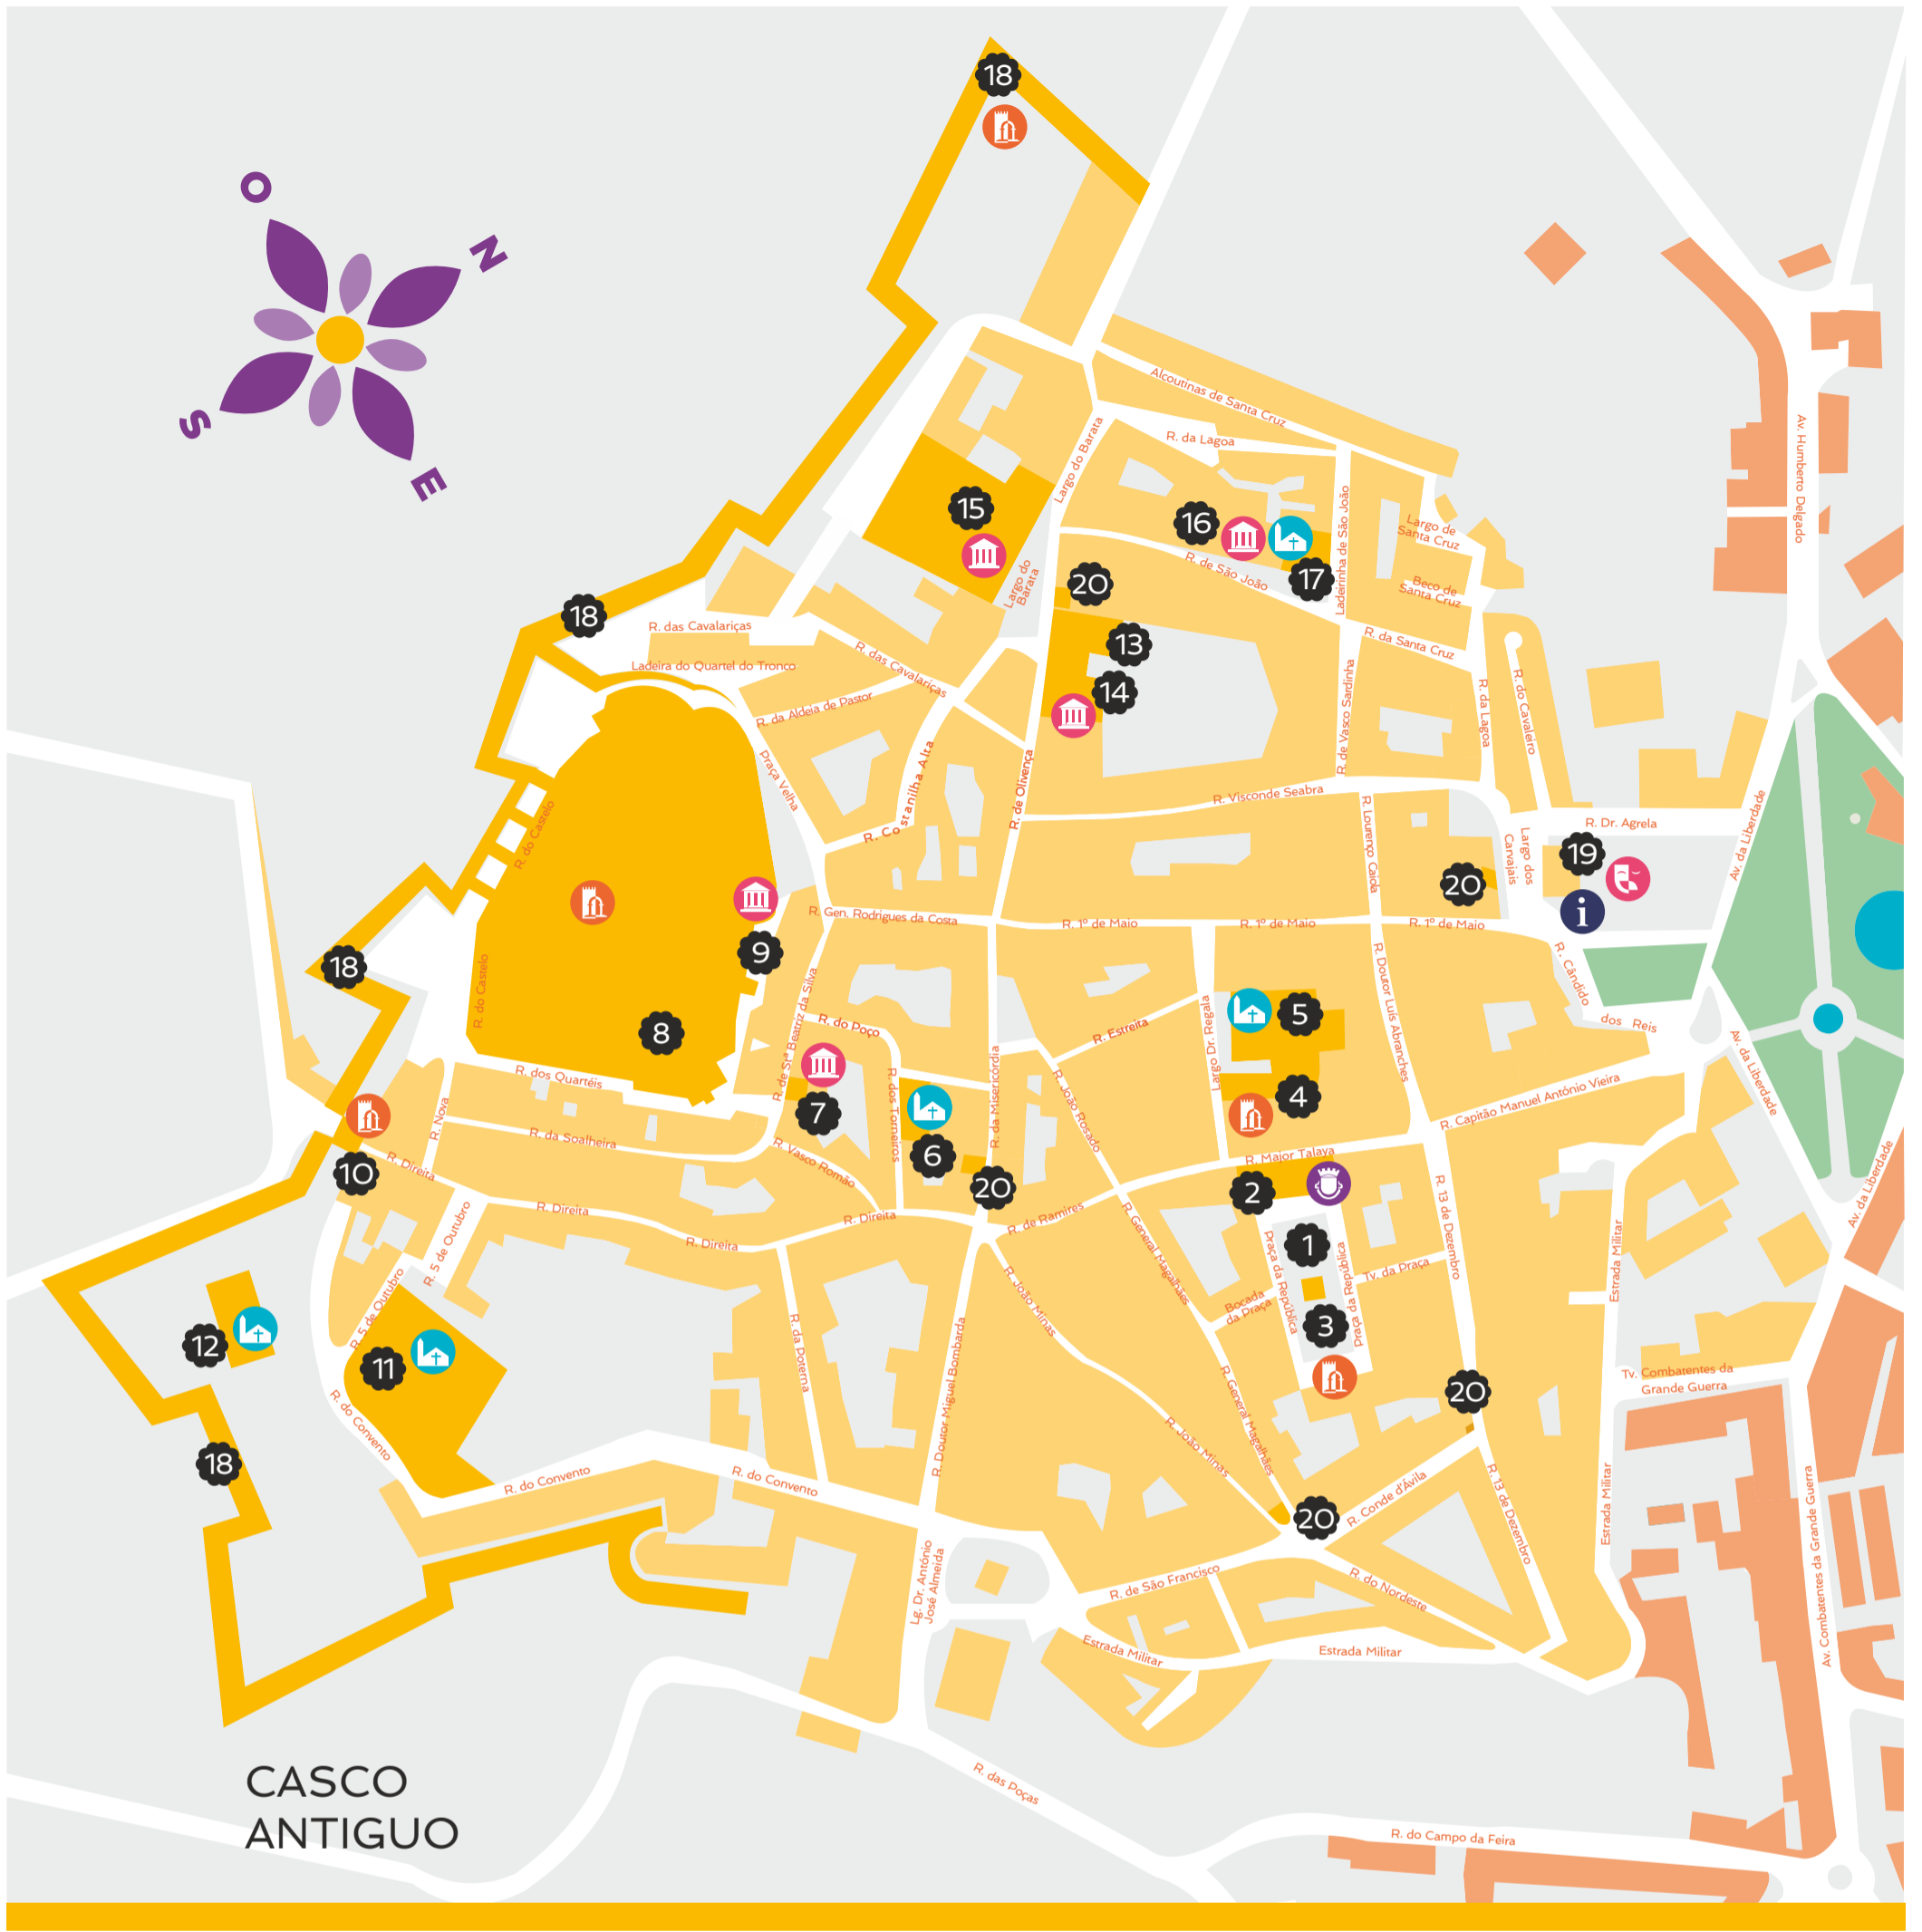 18
O
N
S
E
Alcoutinas de Santa Cruz
R. da Lagoa
Largo do Barata
Av. Humberto Delgado
15
16
17
Ladeirinha de São João
Largo de
Santa Cruz
R. de São João
Largo do
Barata
20
Beco de
Santa Cruz
18
R. das Cavalariças
13
R. da Santa Cruz
Ladeira do Quartel do Tronco
R. das Cavalariças
14
R. da Aldeia de Pastor
R. de Vasco Sardinha
R. da Lagoa
R. do Cavaleiro
Praça Velha
R. Costanilha Alta
R. de Olivença
R. Visconde Seabra
R. do Castelo
R. Lourenço Caiola
R. Dr. Agrela
Largo dos
Carvajais
19
Av. da Liberdade
20
R. Gen. Rodrigues da Costa
R. 1º de Maio
R. 1º de Maio
R. 1º de Maio
i
9
18
R. do Castelo
R. de Stª Beatriz da Silva
R. Doutor Luis Abranches
R. Cândido
dos Reis
8
R. do Poço
R. Estreita
Largo Dr. Regala
5
Av. da Liberdade
R. dos Quartéis
7
R. dos Torneiros
R. da Misericórdia
R. João Rosado
4
R. Capitão Manuel António Vieira
R. Nova
R. da Soalheira
R. Vasco Romão
6
R. Major Talaya
10
R. Direita
20
2
R. 13 de Dezembro
Av. da Liberdade
R. Direita
R. Direita
R. Direita
R. de Ramires
R. General Magalhães
1
Praça da República
Praça da República
Tv. da Praça
Estrada Militar
R. 5 de Outubro
R. 5 de Outubro
Bocada
da Praça
3
12
11
R. João Minas
R. da Poterna
R. Doutor Miguel Bombarda
R. General Magalhães
20
Tv. Combatentes da
Grande Guerra
R. do Convento
18
R. do Convento
R. do Convento
R. João Minas
R. Conde d'Ávila
20
R. 13 de Dezembro
Estrada Militar
Av. Combatentes da Grande Guerra
Lg. Dr. António
José Almeida
R. de São Francisco
R. do Nordeste
Estrada Militar
Estrada Militar
R. das Poças
R. do Campo da Feira
CASCO
ANTIGUO